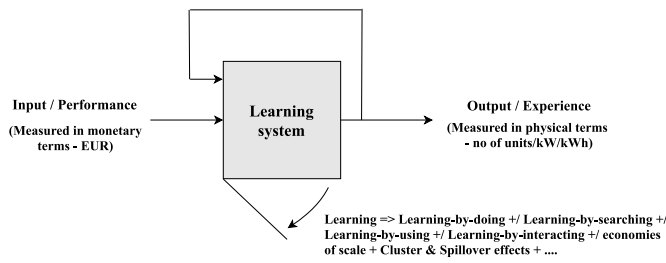 Input / Performance
(Measured in monetary
terms - EUR)
Learning
system
Output / Experience
(Measured in physical terms
- no of units/kW/kWh)
Learning => Learning-by-doing +/ Learning-by-searching +/
Learning-by-using +/ Learning-by-interacting +/ economies
of scale + Cluster & Spillover effects + ....